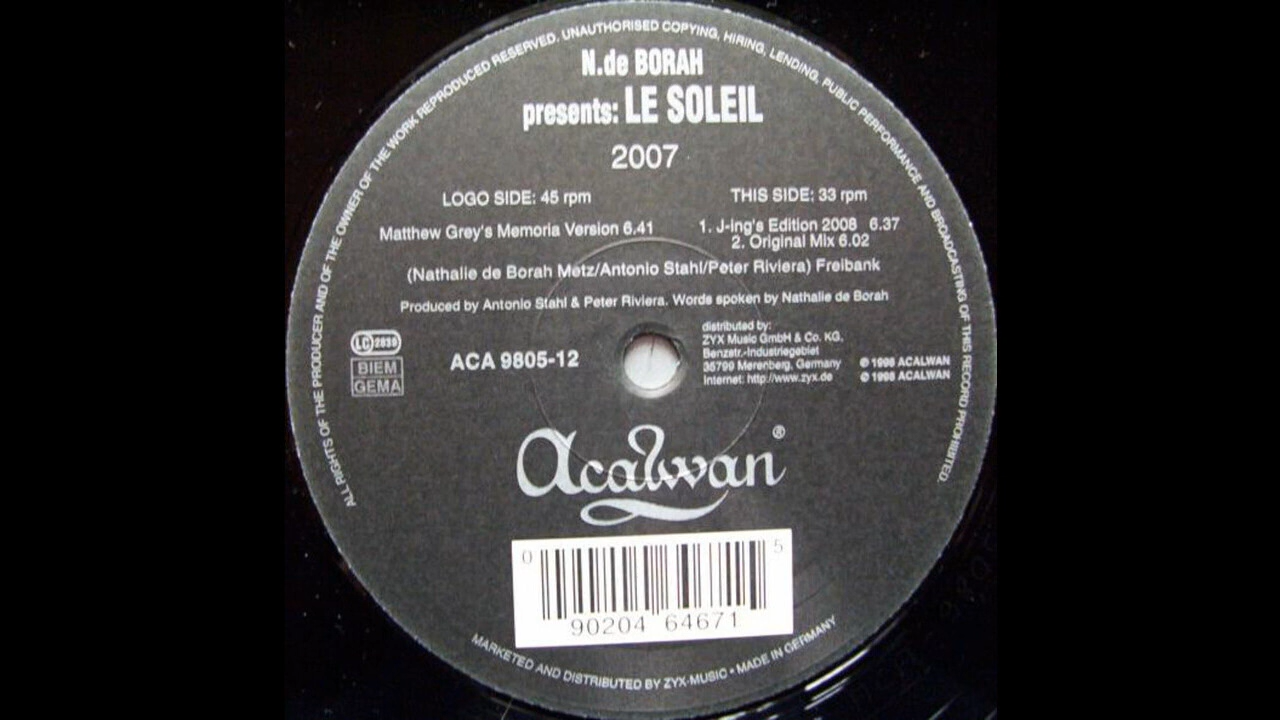 ALL RIGHTS OF THE PRODUCER AND OF THE OWNER OF THE WORK REPRODUCED RESERVED. UNAUTHORISED COPYING, HIRING, LENDING, PUBLIC PERFORMANCE AND BROADCASTING OF THIS RECORD PROHIBITED.
N.de BORAH
presents: LE SOLEIL
2007
LOGO SIDE: 45 rpm
Matthew Grey's Memoria Version 6.41
THIS SIDE: 33 rpm
1. J-ing's Edition 2008 6.37
2. Original Mix 6.02
(Nathalie de Borah Metz/Antonio Stahl/Peter Riviera) Freibank
Produced by Antonio Stahl & Peter Riviera. Words spoken by Nathalie de Borah
LC 2839
BIEM
GEMA
ACA 9805-12
distributed by:
ZYX Music GmbH & Co. KG,
Benzstr.-Industriegebiet
35799 Merenberg, Germany
Internet: http://www.zyx.de
℗ 1998 ACALWAN
© 1998 ACALWAN
Acalwan ®
0 90204 64671 5
MARKETED AND DISTRIBUTED BY ZYX-MUSIC • MADE IN GERMANY